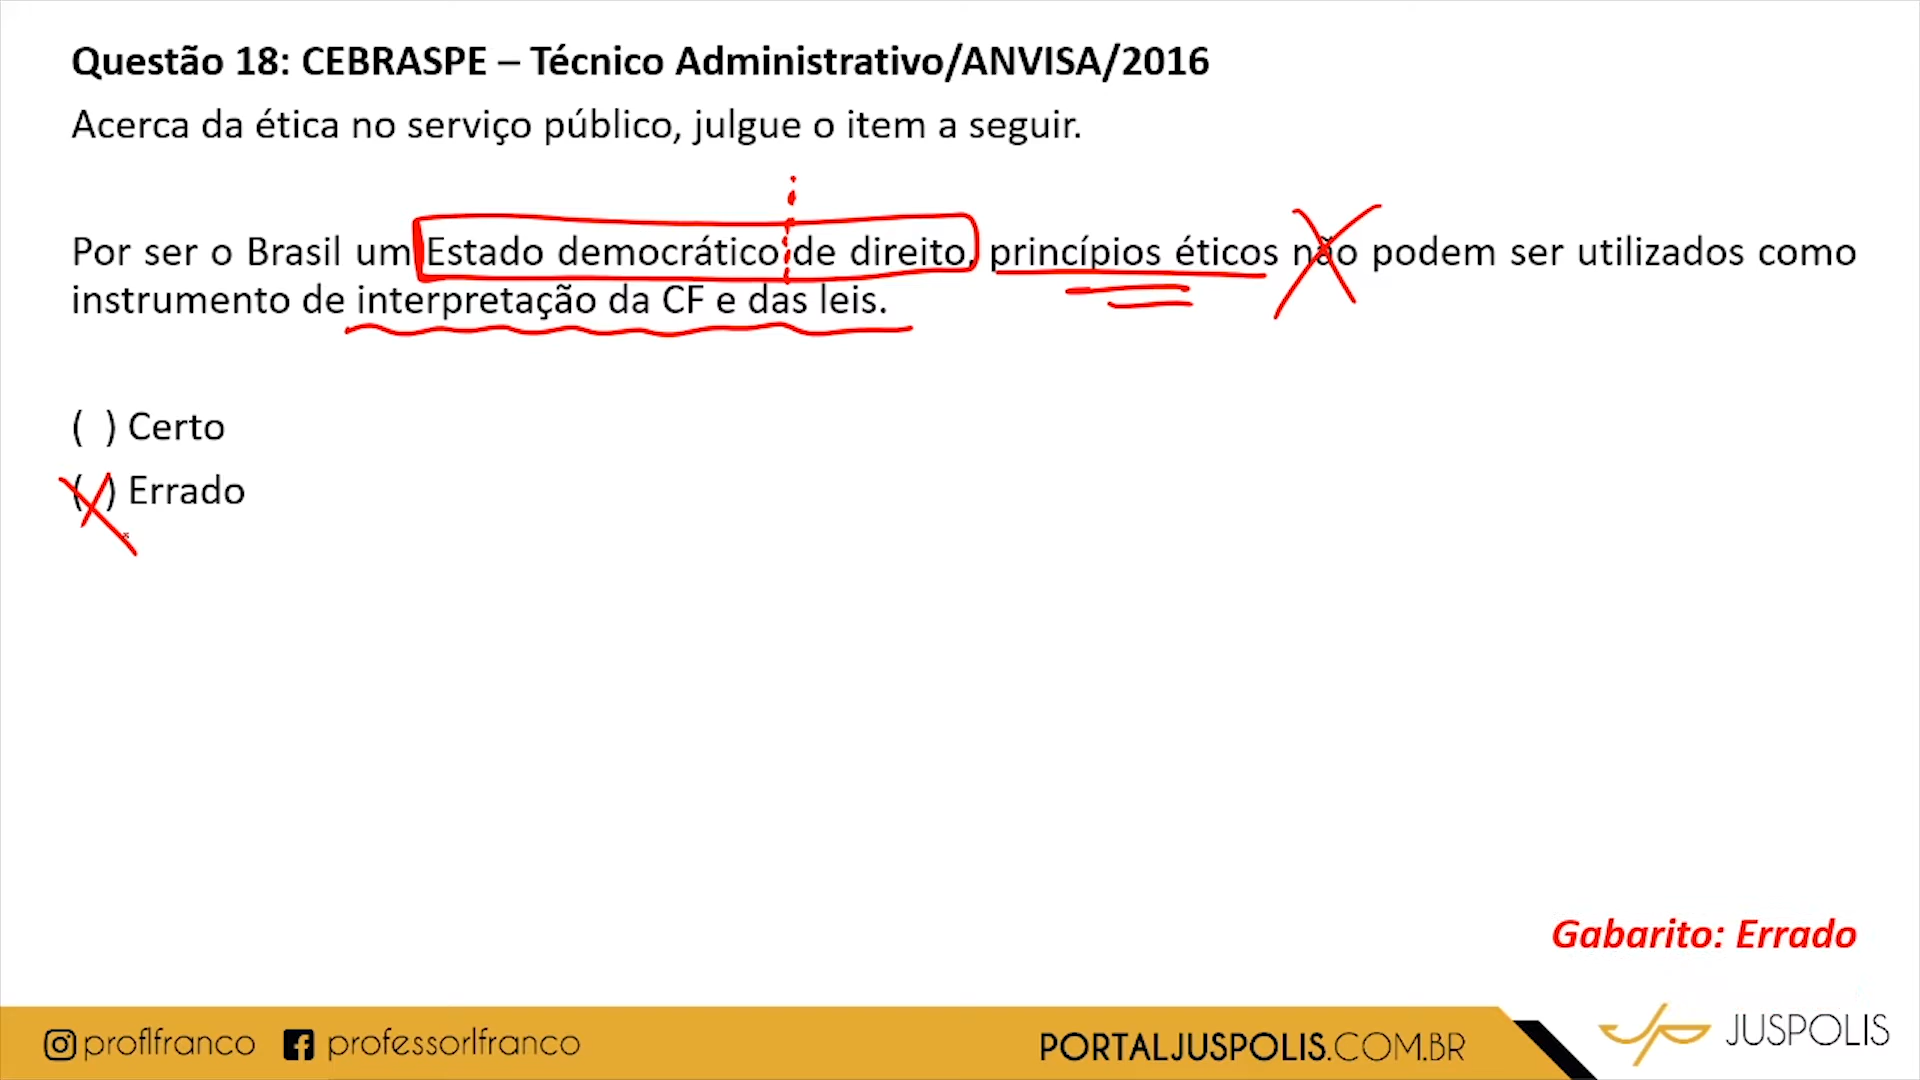 Questão 18: CEBRASPE – Técnico Administrativo/ANVISA/2016
Acerca da ética no serviço público, julgue o item a seguir.
Por ser o Brasil um Estado democrático de direito, princípios éticos não podem ser utilizados como
instrumento de interpretação da CF e das leis.
( ) Certo
( ) Errado
Gabarito: Errado
proflfranco professorlfranco PORTALJUSPOLIS.COM.BR JUSPOLIS